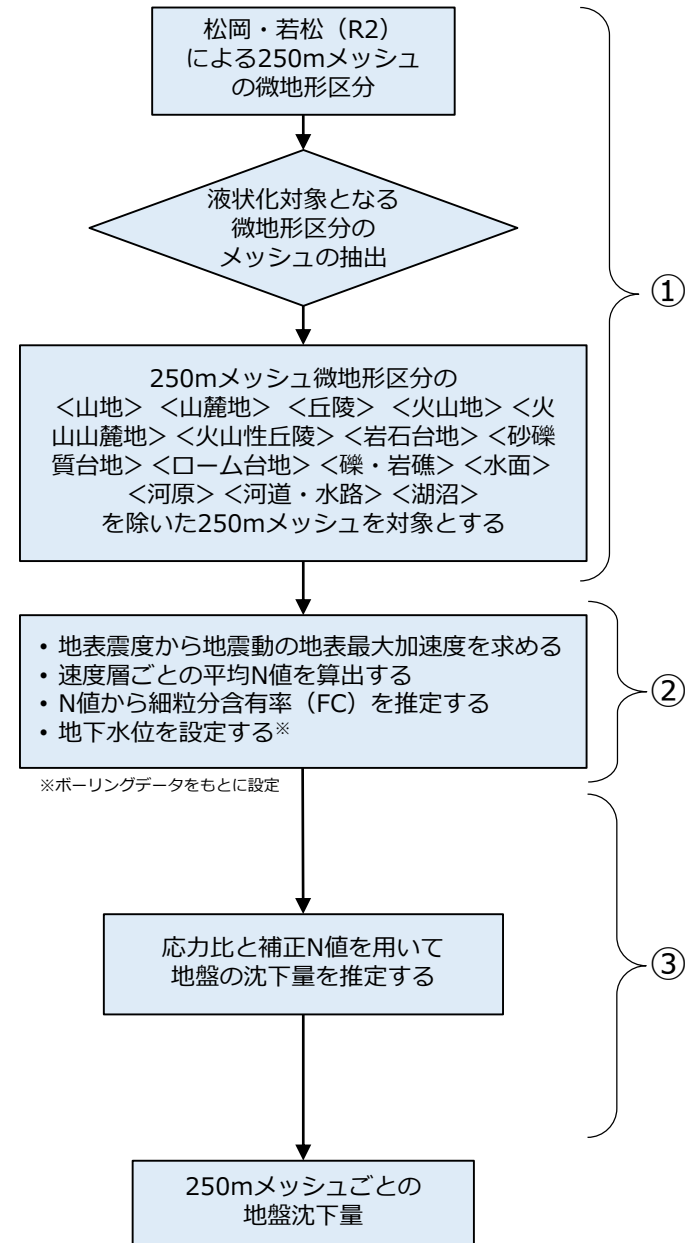 松岡・若松（R2）
による250mメッシュ
の微地形区分
液状化対象となる
微地形区分の
メッシュの抽出
①
250mメッシュ微地形区分の
＜山地＞ ＜山麓地＞ ＜丘陵＞ ＜火山地＞＜火
山山麓地＞＜火山性丘陵＞＜岩石台地＞＜砂礫
質台地＞＜ローム台地＞＜礫・岩礁＞＜水面＞
＜河原＞＜河道・水路＞＜湖沼＞
を除いた250mメッシュを対象とする
• 地表震度から地震動の地表最大加速度を求める
• 速度層ごとの平均N値を算出する
• N値から細粒分含有率（FC）を推定する
• 地下水位を設定する※
②
※ボーリングデータをもとに設定
応力比と補正N値を用いて
地盤の沈下量を推定する
③
250mメッシュごとの
地盤沈下量